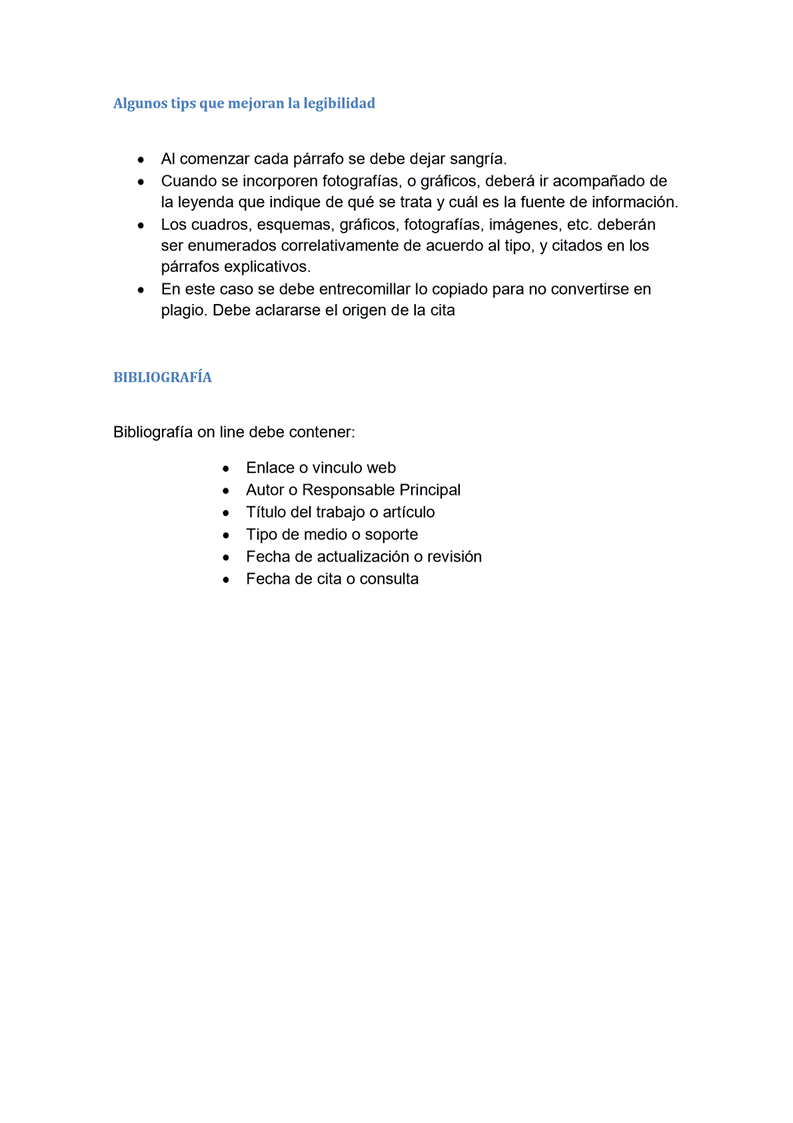 Algunos tips que mejoran la legibilidad
• Al comenzar cada párrafo se debe dejar sangría.
• Cuando se incorporen fotografías, o gráficos, deberá ir acompañado de
la leyenda que indique de qué se trata y cuál es la fuente de información.
• Los cuadros, esquemas, gráficos, fotografías, imágenes, etc. deberán
ser enumerados correlativamente de acuerdo al tipo, y citados en los
párrafos explicativos.
• En este caso se debe entrecomillar lo copiado para no convertirse en
plagio. Debe aclararse el origen de la cita
BIBLIOGRAFÍA
Bibliografía on line debe contener:
• Enlace o vinculo web
• Autor o Responsable Principal
• Título del trabajo o artículo
• Tipo de medio o soporte
• Fecha de actualización o revisión
• Fecha de cita o consulta